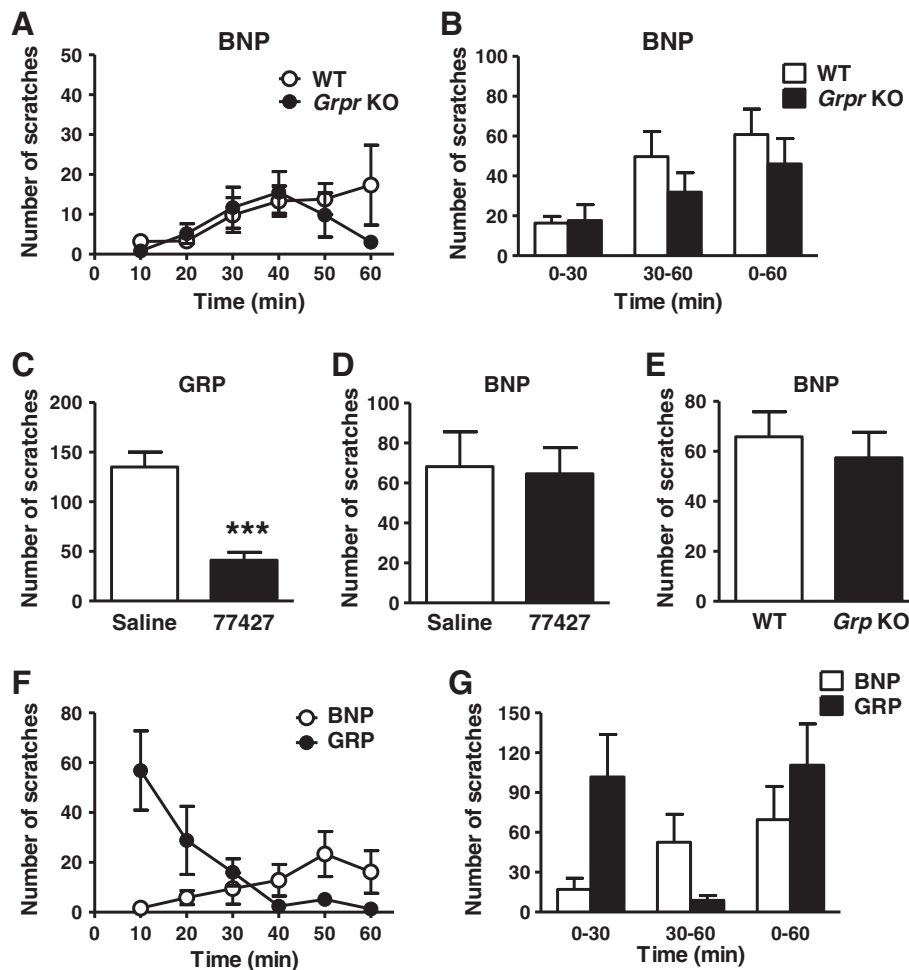 A
BNP
Number of scratches
50
40
30
20
10
0
WT
Grpr KO
0 10 20 30 40 50 60
Time (min)
B
BNP
Number of scratches
100
80
60
40
20
0
WT
Grpr KO
0-30 30-60 0-60
Time (min)
C
GRP
Number of scratches
200
150
100
50
0
***
Saline 77427
D
BNP
Number of scratches
100
80
60
40
20
0
Saline 77427
E
BNP
Number of scratches
80
60
40
20
0
WT Grp KO
F
Number of scratches
80
60
40
20
0
BNP
GRP
0 10 20 30 40 50 60
Time (min)
G
BNP
GRP
Number of scratches
150
120
90
60
30
0
0-30 30-60 0-60
Time (min)